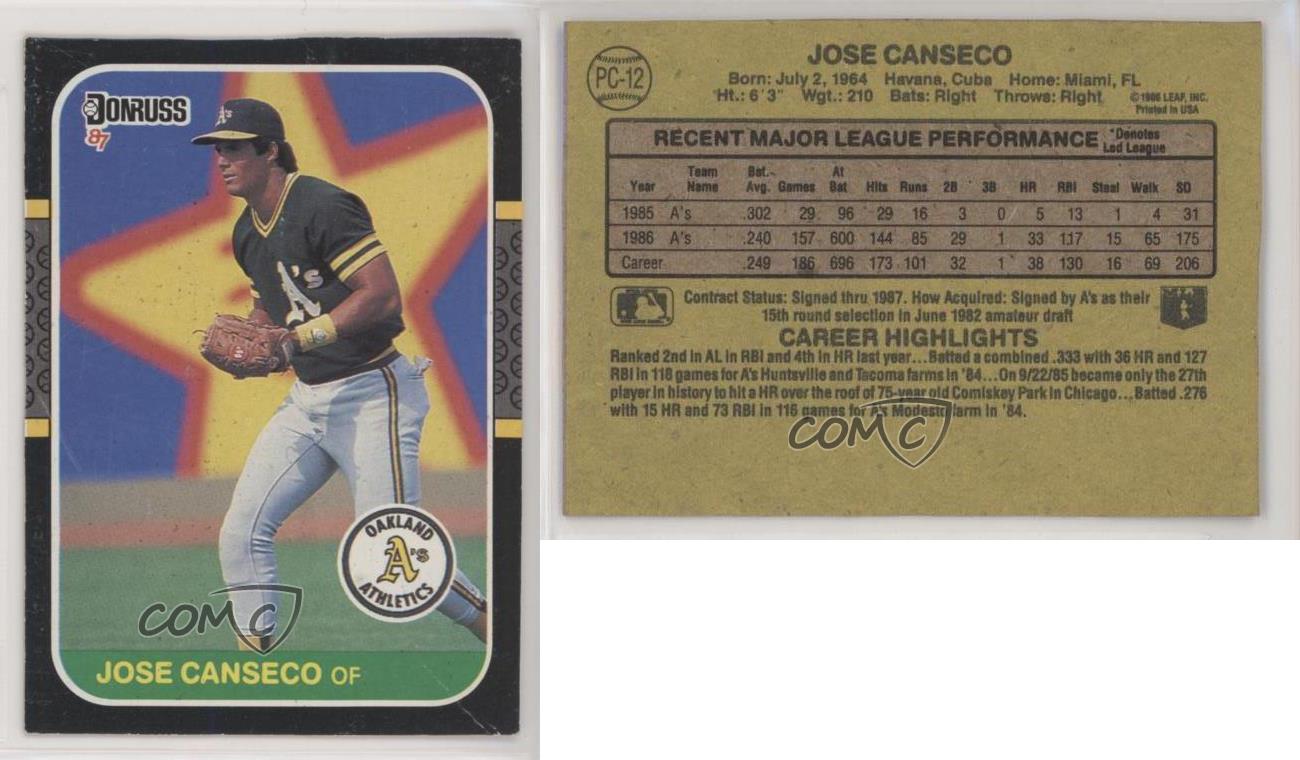 DONRUSS
'87
A's
A's
OAKLAND
A's
ATHLETICS
COMC
JOSE CANSECO OF
PC-12
JOSE CANSECO
Born: July 2, 1964 Havana, Cuba Home: Miami, FL
Ht.: 6'3" Wgt.: 210 Bats: Right Throws: Right
©1986 LEAF, INC.
Printed in USA
RECENT MAJOR LEAGUE PERFORMANCE *Denotes Led League
Year Team Name Bat. Avg. Games At Bat Hits Runs 2B 3B HR RBI Steal Walk SO
1985 A's .302 29 96 29 16 3 0 5 13 1 4 31
1986 A's .240 157 600 144 85 29 1 33 117 15 65 175
Career .249 186 696 173 101 32 1 38 130 16 69 206
Contract Status: Signed thru 1987. How Acquired: Signed by A's as their
15th round selection in June 1982 amateur draft
CAREER HIGHLIGHTS
Ranked 2nd in AL in RBI and 4th in HR last year...Batted a combined .333 with 36 HR and 127
RBI in 118 games for A's Huntsville and Tacoma farms in '84...On 9/22/85 became only the 27th
player in history to hit a HR over the roof of 75-year old Comiskey Park in Chicago...Batted .276
with 15 HR and 73 RBI in 116 games for A's Modesto farm in '84.
COMC